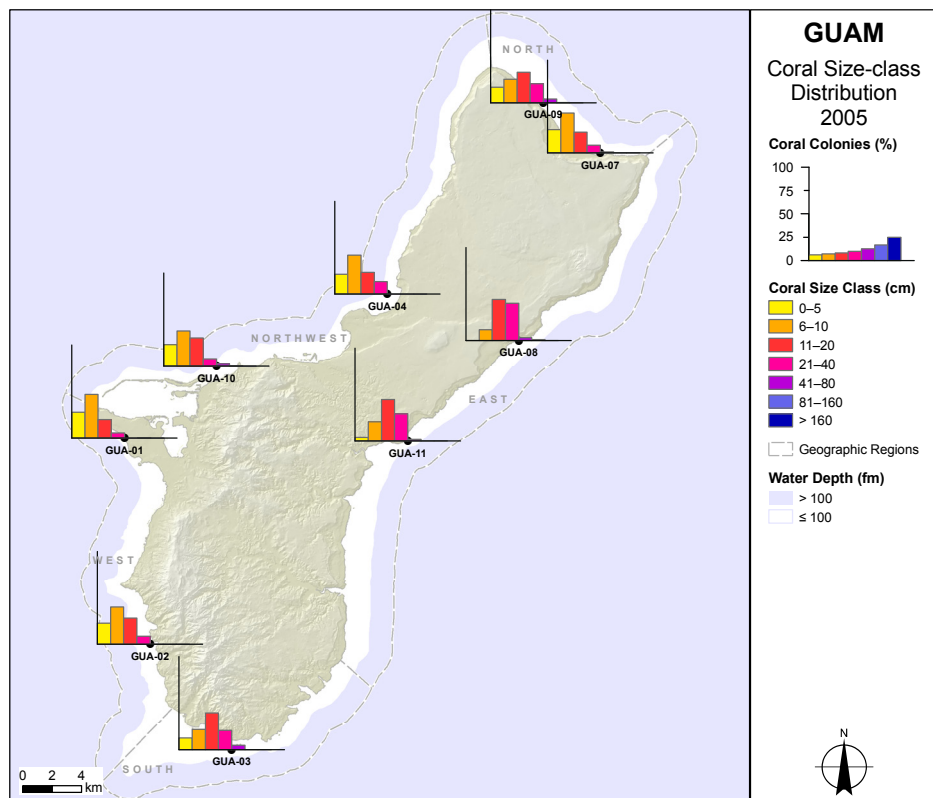 GUAM
Coral Size-class
Distribution
2005
Coral Colonies (%)
100
75
50
25
0
Coral Size Class (cm)
0–5
6–10
11–20
21–40
41–80
81–160
> 160
Geographic Regions
Water Depth (fm)
> 100
≤ 100
N
NORTH
GUA-09
GUA-07
GUA-04
NORTHWEST
GUA-08
GUA-10
EAST
GUA-01
GUA-11
WEST
GUA-02
GUA-03
SOUTH
0 2 4
km